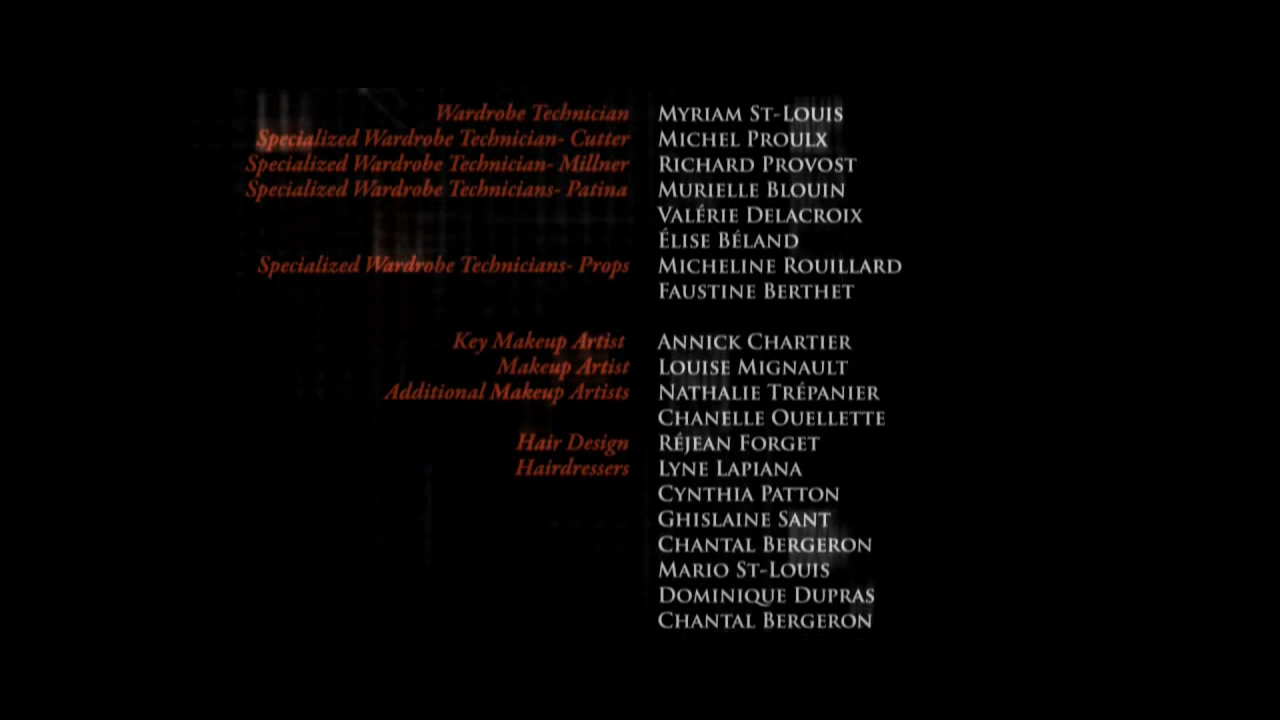 Wardrobe Technician MYRIAM ST-LOUIS
Specialized Wardrobe Technician- Cutter MICHEL PROULX
Specialized Wardrobe Technician- Millner RICHARD PROVOST
Specialized Wardrobe Technicians- Patina MURIELLE BLOUIN
VALÉRIE DELACROIX
ÉLISE BÉLAND
Specialized Wardrobe Technicians- Props MICHELINE ROUILLARD
FAUSTINE BERTHET
Key Makeup Artist ANNICK CHARTIER
Makeup Artist LOUISE MIGNAULT
Additional Makeup Artists NATHALIE TRÉPANIER
CHANELLE OUELLETTE
Hair Design RÉJEAN FORGET
Hairdressers LYNE LAPIANA
CYNTHIA PATTON
GHISLAINE SANT
CHANTAL BERGERON
MARIO ST-LOUIS
DOMINIQUE DUPRAS
CHANTAL BERGERON